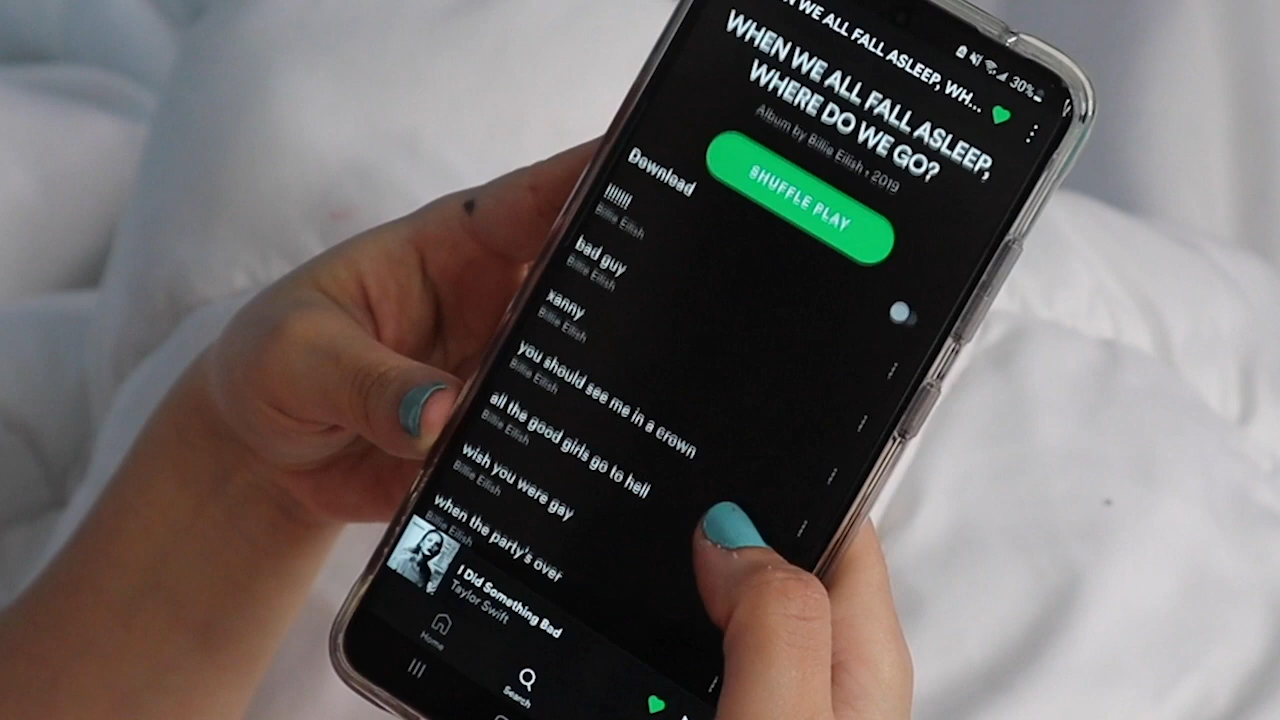 N WE ALL FALL ASLEEP, WH...
30%
WHEN WE ALL FALL ASLEEP,
WHERE DO WE GO?
Album by Billie Eilish • 2019
SHUFFLE PLAY
Download
!!!!!!!
Billie Eilish
bad guy
Billie Eilish
xanny
Billie Eilish
you should see me in a crown
Billie Eilish
all the good girls go to hell
Billie Eilish
wish you were gay
Billie Eilish
when the party's over
Billie Eilish
I Did Something Bad
Taylor Swift
Home
Search